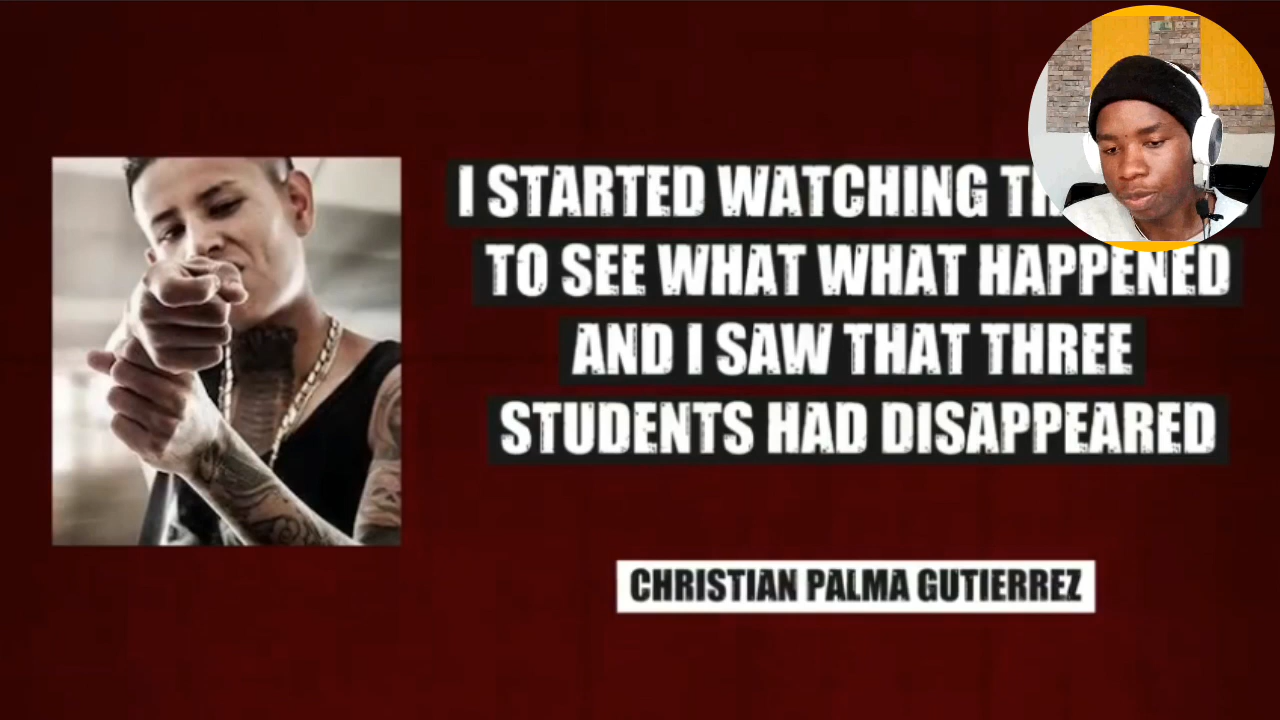 I STARTED WATCHING
TO SEE WHAT WHAT HAPPENED
AND I SAW THAT THREE
STUDENTS HAD DISAPPEARED
CHRISTIAN PALMA GUTIERREZ